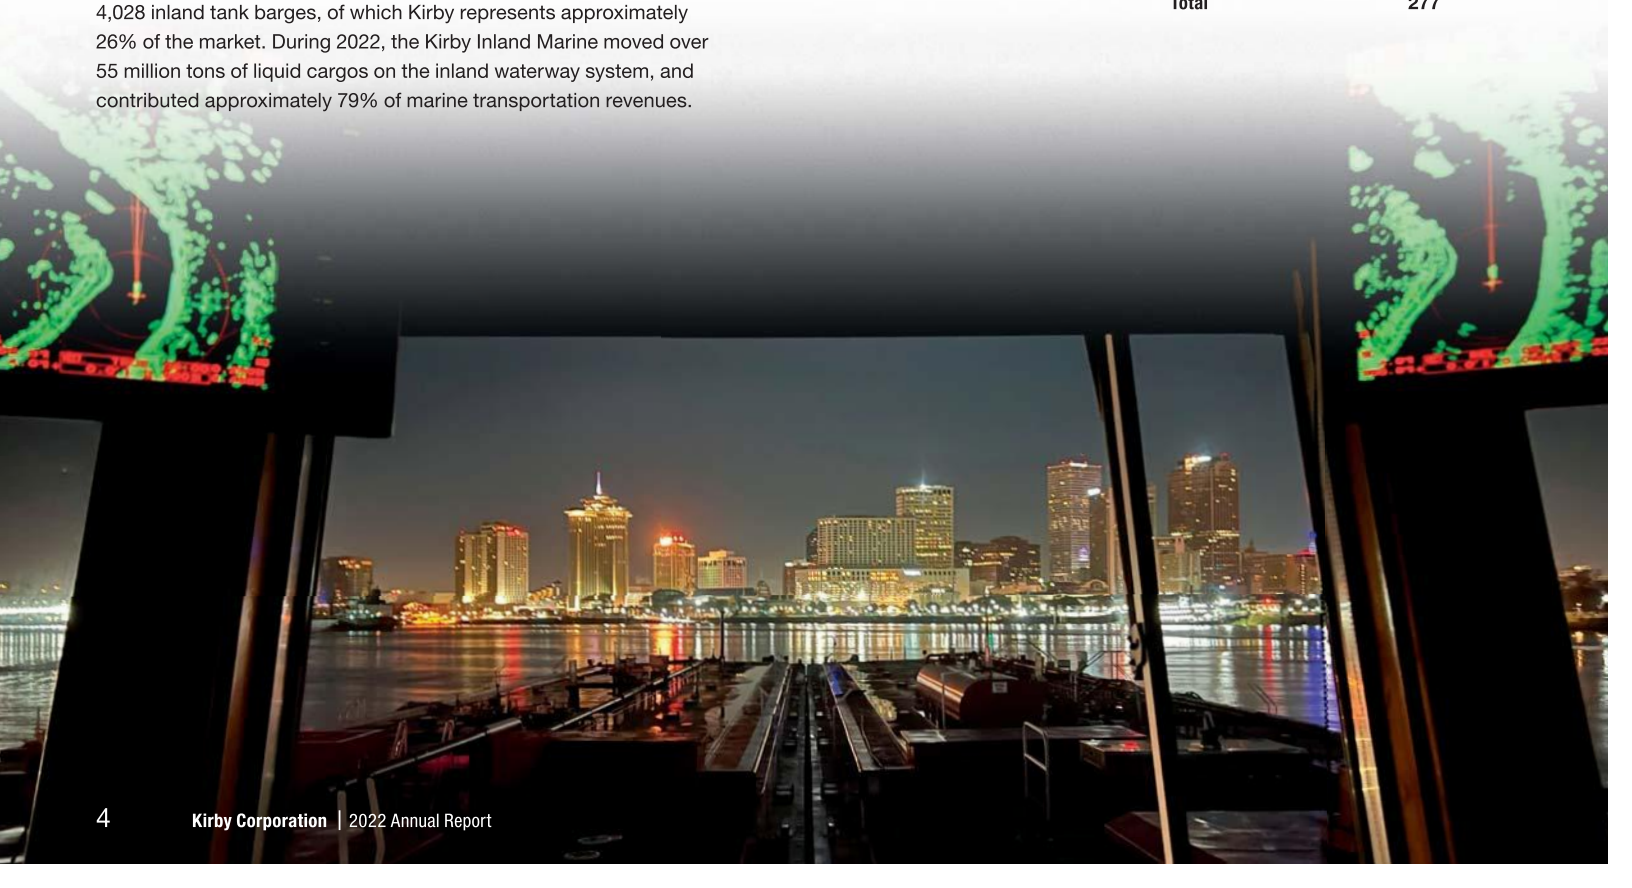 4,028 inland tank barges, of which Kirby represents approximately
26% of the market. During 2022, the Kirby Inland Marine moved over
55 million tons of liquid cargos on the inland waterway system, and
contributed approximately 79% of marine transportation revenues.
Total 277
4 Kirby Corporation | 2022 Annual Report